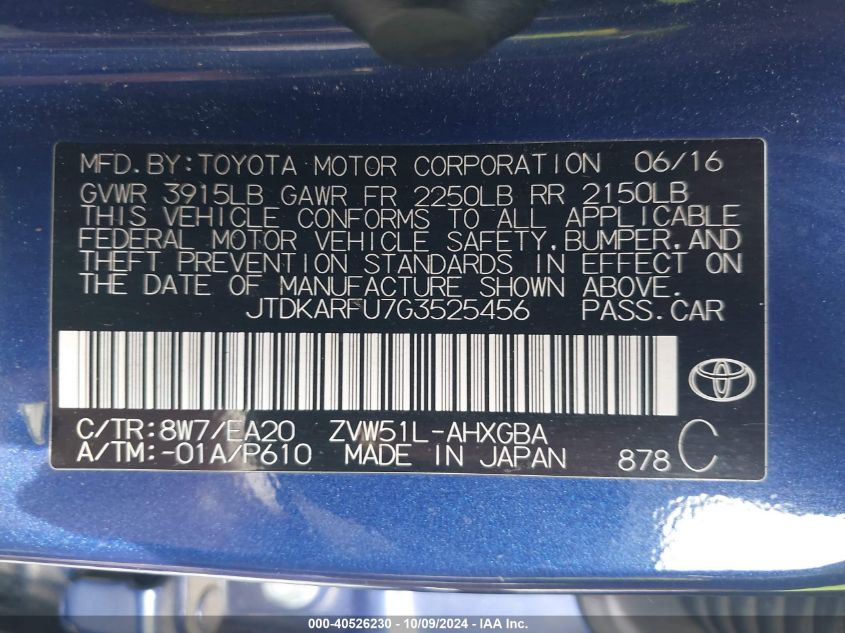 MFD.BY:TOYOTA MOTOR CORPORATION 06/16
GVWR 3915LB GAWR FR 2250LB RR 2150LB
THIS VEHICLE CONFORMS TO ALL APPLICABLE
FEDERAL MOTOR VEHICLE SAFETY,BUMPER,AND
THEFT PREVENTION STANDARDS IN EFFECT ON
THE DATE OF MANUFACTURE SHOWN ABOVE.
JTDKARFU7G3525456 PASS.CAR
C/TR:8W7/EA20 ZVW51L-AHXGBA
A/TM:-01A/P610 MADE IN JAPAN 878 C
000-40526230 - 10/09/2024 - IAA, Inc.